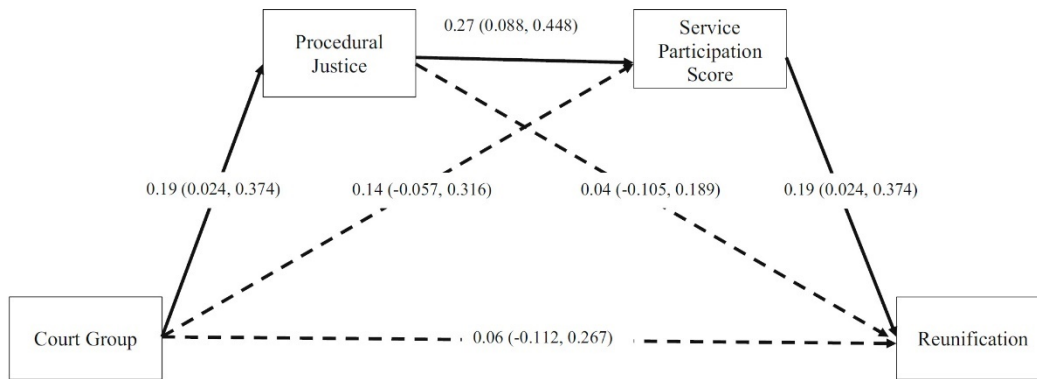 0.27 (0.088, 0.448)
Procedural
Justice
Service
Participation
Score
0.19 (0.024, 0.374)
0.14 (-0.057, 0.316)
0.04 (-0.105, 0.189)
0.19 (0.024, 0.374)
Court Group
0.06 (-0.112, 0.267)
Reunification